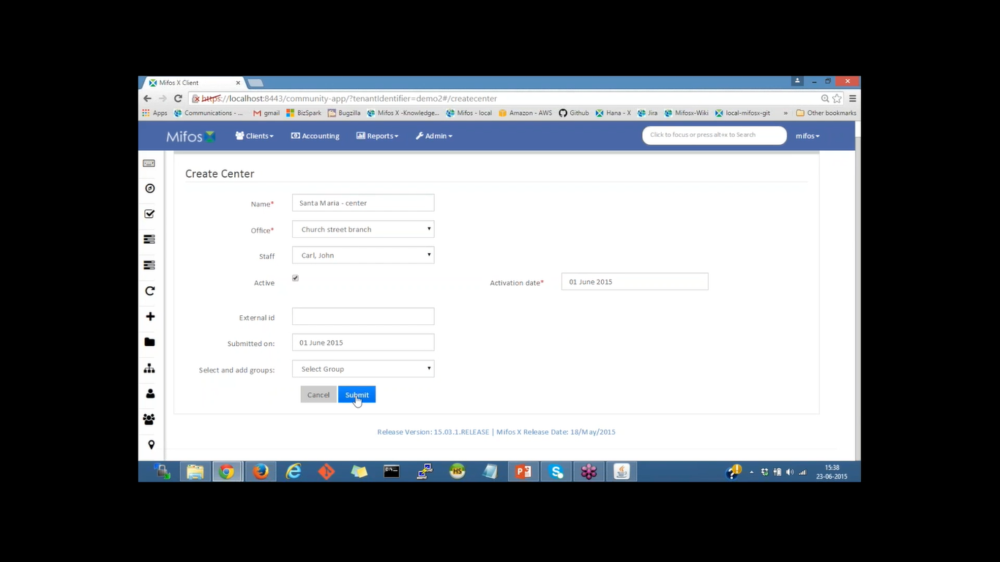 Mifos X Client
https://localhost:8443/community-app/?tenantIdentifier=demo2#/createcenter
Apps Communications - ... gmail BizSpark Bugzilla Mifos X -Knowledge... Mifos - local Amazon - AWS Github Hana - X Jira Mifosx-Wiki local-mifosx-git » Other bookmarks
Mifos X Clients Accounting Reports Admin Click to focus or press alt+x to Search mifos
Create Center
Name* Santa Maria - center
Office* Church street branch
Staff Carl, John
Active Activation date* 01 June 2015
External id
Submitted on: 01 June 2015
Select and add groups: Select Group
Cancel Submit
Release Version: 15.03.1.RELEASE | Mifos X Release Date: 18/May/2015
HS 15:38
23-06-2015